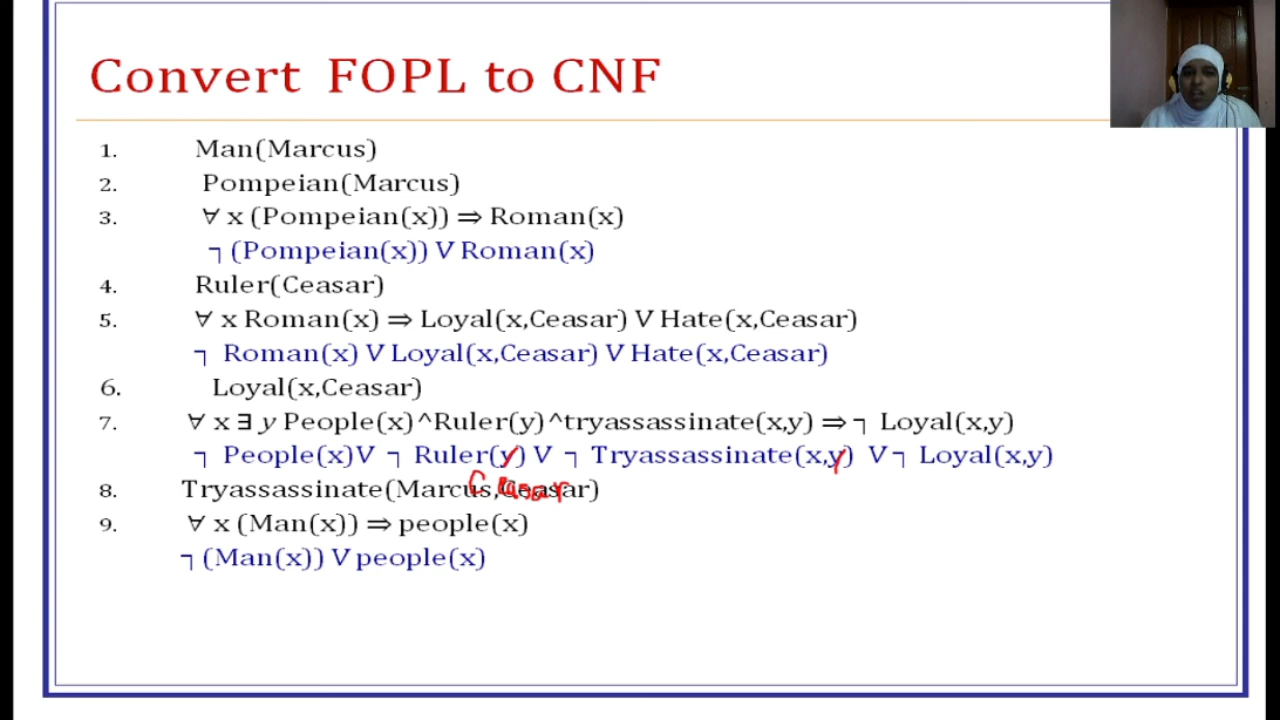 Convert FOPL to CNF
1. Man(Marcus)
2. Pompeian(Marcus)
3. ∀ x (Pompeian(x)) ⇒ Roman(x)
¬ (Pompeian(x)) V Roman(x)
4. Ruler(Ceasar)
5. ∀ x Roman(x) ⇒ Loyal(x,Ceasar) V Hate(x,Ceasar)
¬ Roman(x) V Loyal(x,Ceasar) V Hate(x,Ceasar)
6. Loyal(x,Ceasar)
7. ∀ x ∃ y People(x)^Ruler(y)^tryassassinate(x,y) ⇒ ¬ Loyal(x,y)
¬ People(x)V ¬ Ruler(y) V ¬ Tryassassinate(x,y) V ¬ Loyal(x,y)
Ceasar
8. Tryassassinate(Marcus,Ceasar)
9. ∀ x (Man(x)) ⇒ people(x)
¬ (Man(x)) V people(x)